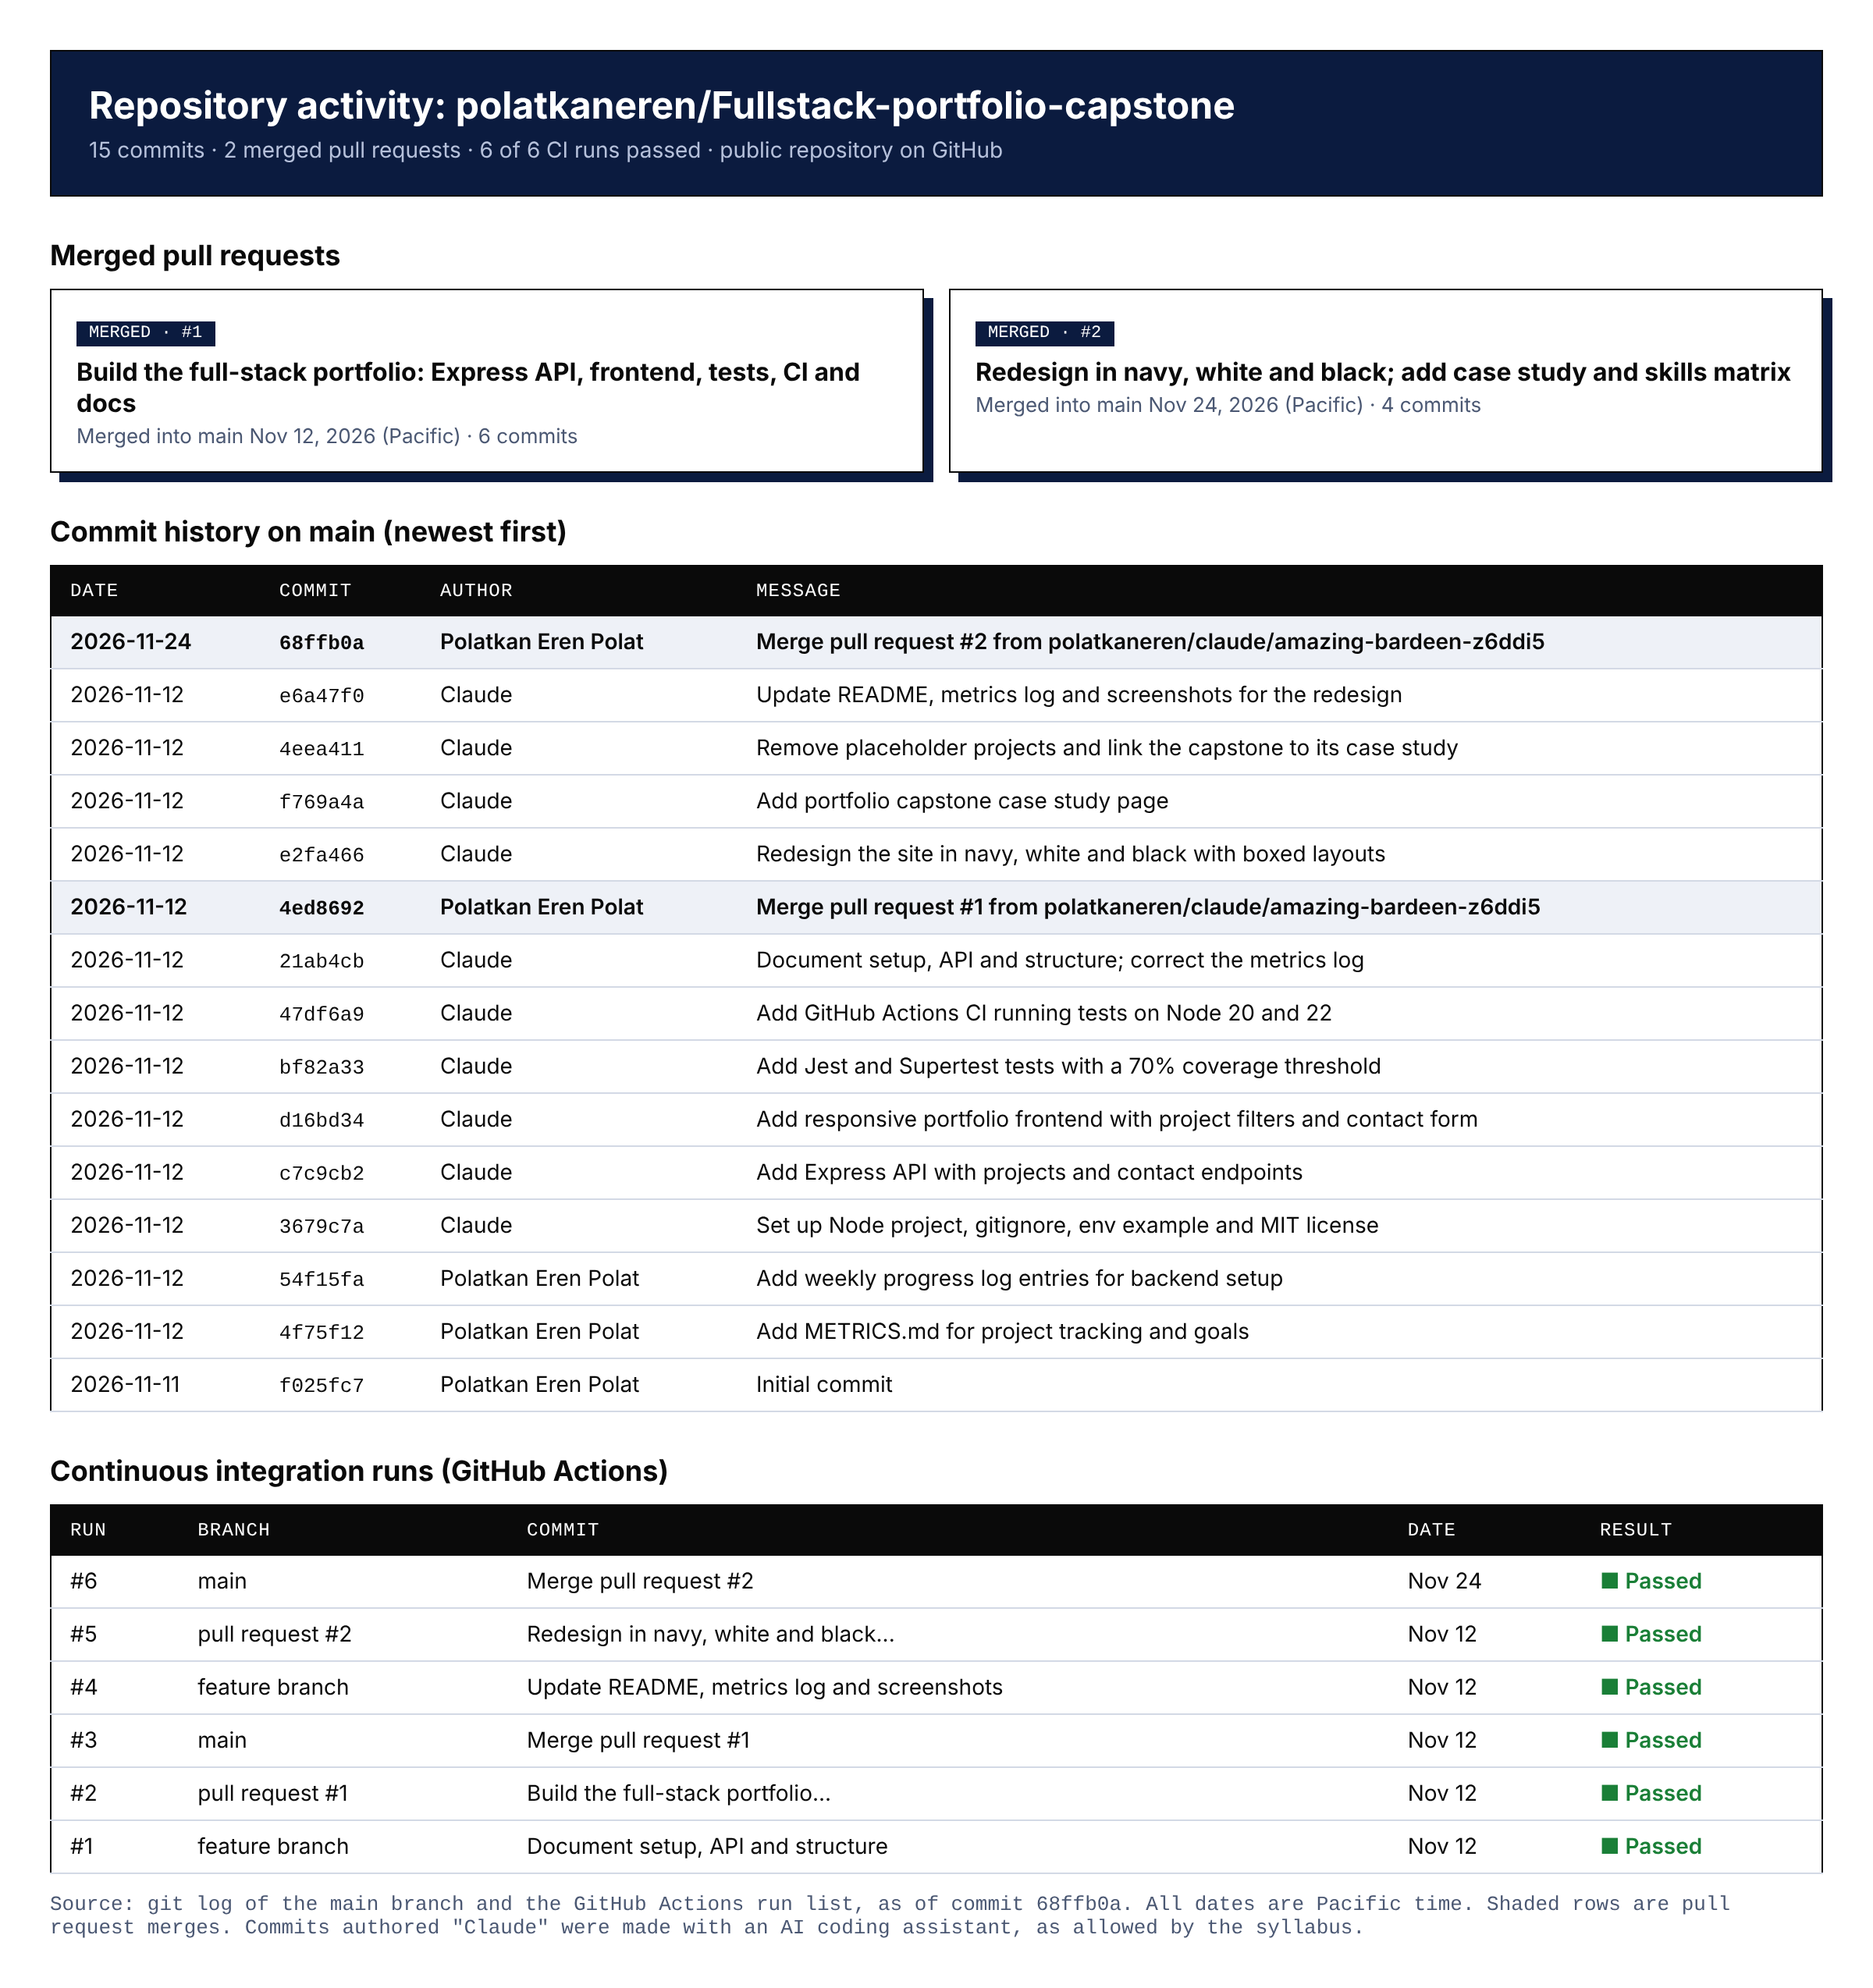 Repository activity: polatkaneren/Fullstack-portfolio-capstone
15 commits · 2 merged pull requests · 6 of 6 CI runs passed · public repository on GitHub
Merged pull requests
MERGED · #1
Build the full-stack portfolio: Express API, frontend, tests, CI and
docs
Merged into main Nov 12, 2026 (Pacific) · 6 commits
MERGED · #2
Redesign in navy, white and black; add case study and skills matrix
Merged into main Nov 24, 2026 (Pacific) · 4 commits
Commit history on main (newest first)
DATE COMMIT AUTHOR MESSAGE
2026-11-24 68ffb0a Polatkan Eren Polat Merge pull request #2 from polatkaneren/claude/amazing-bardeen-z6ddi5
2026-11-12 e6a47f0 Claude Update README, metrics log and screenshots for the redesign
2026-11-12 4eea411 Claude Remove placeholder projects and link the capstone to its case study
2026-11-12 f769a4a Claude Add portfolio capstone case study page
2026-11-12 e2fa466 Claude Redesign the site in navy, white and black with boxed layouts
2026-11-12 4ed8692 Polatkan Eren Polat Merge pull request #1 from polatkaneren/claude/amazing-bardeen-z6ddi5
2026-11-12 21ab4cb Claude Document setup, API and structure; correct the metrics log
2026-11-12 47df6a9 Claude Add GitHub Actions CI running tests on Node 20 and 22
2026-11-12 bf82a33 Claude Add Jest and Supertest tests with a 70% coverage threshold
2026-11-12 d16bd34 Claude Add responsive portfolio frontend with project filters and contact form
2026-11-12 c7c9cb2 Claude Add Express API with projects and contact endpoints
2026-11-12 3679c7a Claude Set up Node project, gitignore, env example and MIT license
2026-11-12 54f15fa Polatkan Eren Polat Add weekly progress log entries for backend setup
2026-11-12 4f75f12 Polatkan Eren Polat Add METRICS.md for project tracking and goals
2026-11-11 f025fc7 Polatkan Eren Polat Initial commit
Continuous integration runs (GitHub Actions)
RUN BRANCH COMMIT DATE RESULT
#6 main Merge pull request #2 Nov 24 Passed
#5 pull request #2 Redesign in navy, white and black... Nov 12 Passed
#4 feature branch Update README, metrics log and screenshots Nov 12 Passed
#3 main Merge pull request #1 Nov 12 Passed
#2 pull request #1 Build the full-stack portfolio... Nov 12 Passed
#1 feature branch Document setup, API and structure Nov 12 Passed
Source: git log of the main branch and the GitHub Actions run list, as of commit 68ffb0a. All dates are Pacific time. Shaded rows are pull
request merges. Commits authored "Claude" were made with an AI coding assistant, as allowed by the syllabus.